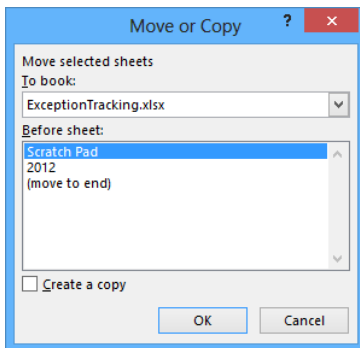 Move or Copy ?
Move selected sheets
To book:
ExceptionTracking.xlsx
Before sheet:
Scratch Pad
2012
(move to end)
Create a copy
OK Cancel